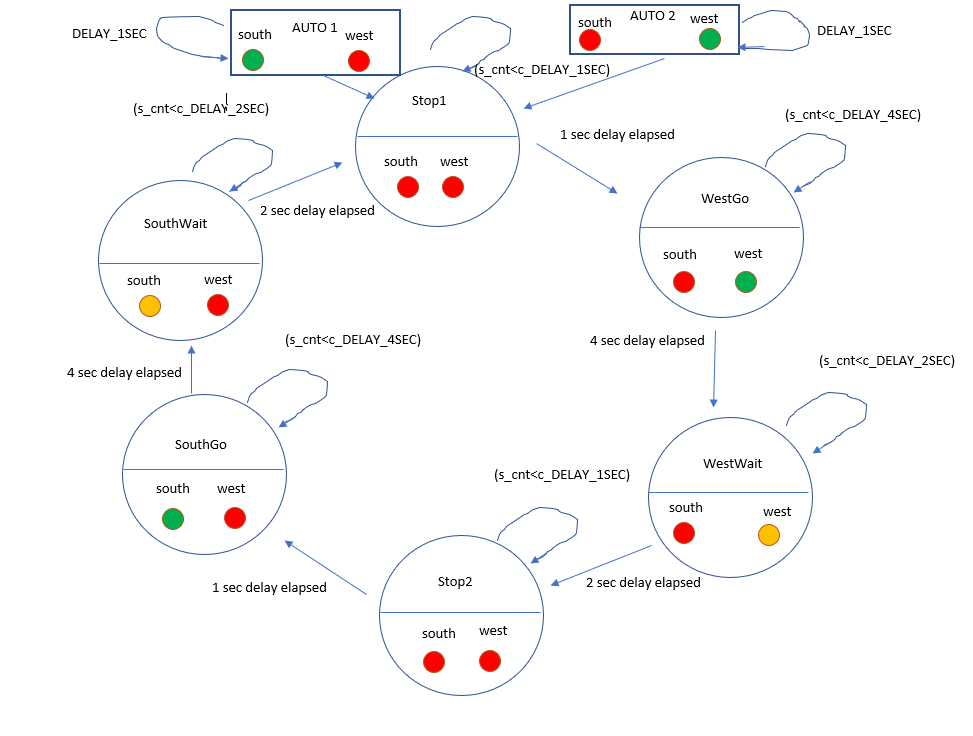 DELAY_1SEC
AUTO 1
south
west
AUTO 2
south
west
DELAY_1SEC
(s_cnt<c_DELAY_1SEC)
Stop1
south west
(s_cnt<c_DELAY_2SEC)
1 sec delay elapsed
(s_cnt<c_DELAY_4SEC)
SouthWait
south west
2 sec delay elapsed
WestGo
south west
4 sec delay elapsed
(s_cnt<c_DELAY_4SEC)
4 sec delay elapsed
(s_cnt<c_DELAY_2SEC)
SouthGo
south west
WestWait
south west
(s_cnt<c_DELAY_1SEC)
1 sec delay elapsed
Stop2
south west
2 sec delay elapsed